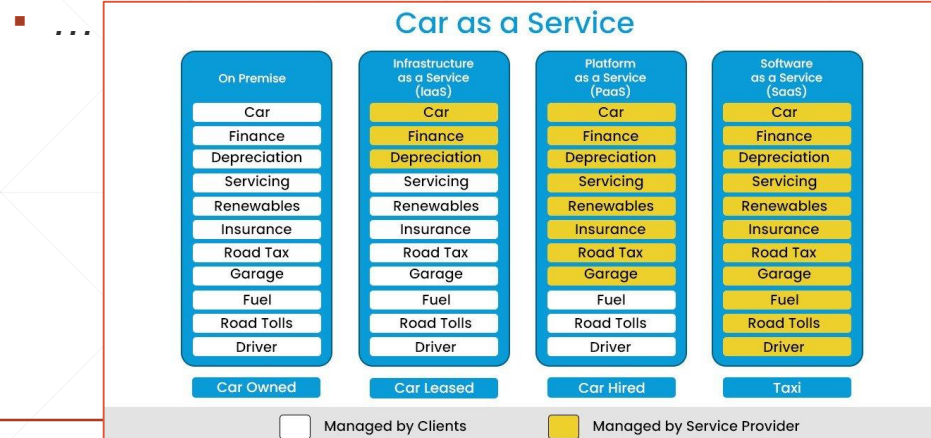 ...
Car as a Service
On Premise
Car
Finance
Depreciation
Servicing
Renewables
Insurance
Road Tax
Garage
Fuel
Road Tolls
Driver
Car Owned
Infrastructure
as a Service
(IaaS)
Car
Finance
Depreciation
Servicing
Renewables
Insurance
Road Tax
Garage
Fuel
Road Tolls
Driver
Car Leased
Platform
as a Service
(PaaS)
Car
Finance
Depreciation
Servicing
Renewables
Insurance
Road Tax
Garage
Fuel
Road Tolls
Driver
Car Hired
Software
as a Service
(SaaS)
Car
Finance
Depreciation
Servicing
Renewables
Insurance
Road Tax
Garage
Fuel
Road Tolls
Driver
Taxi
Managed by Clients
Managed by Service Provider